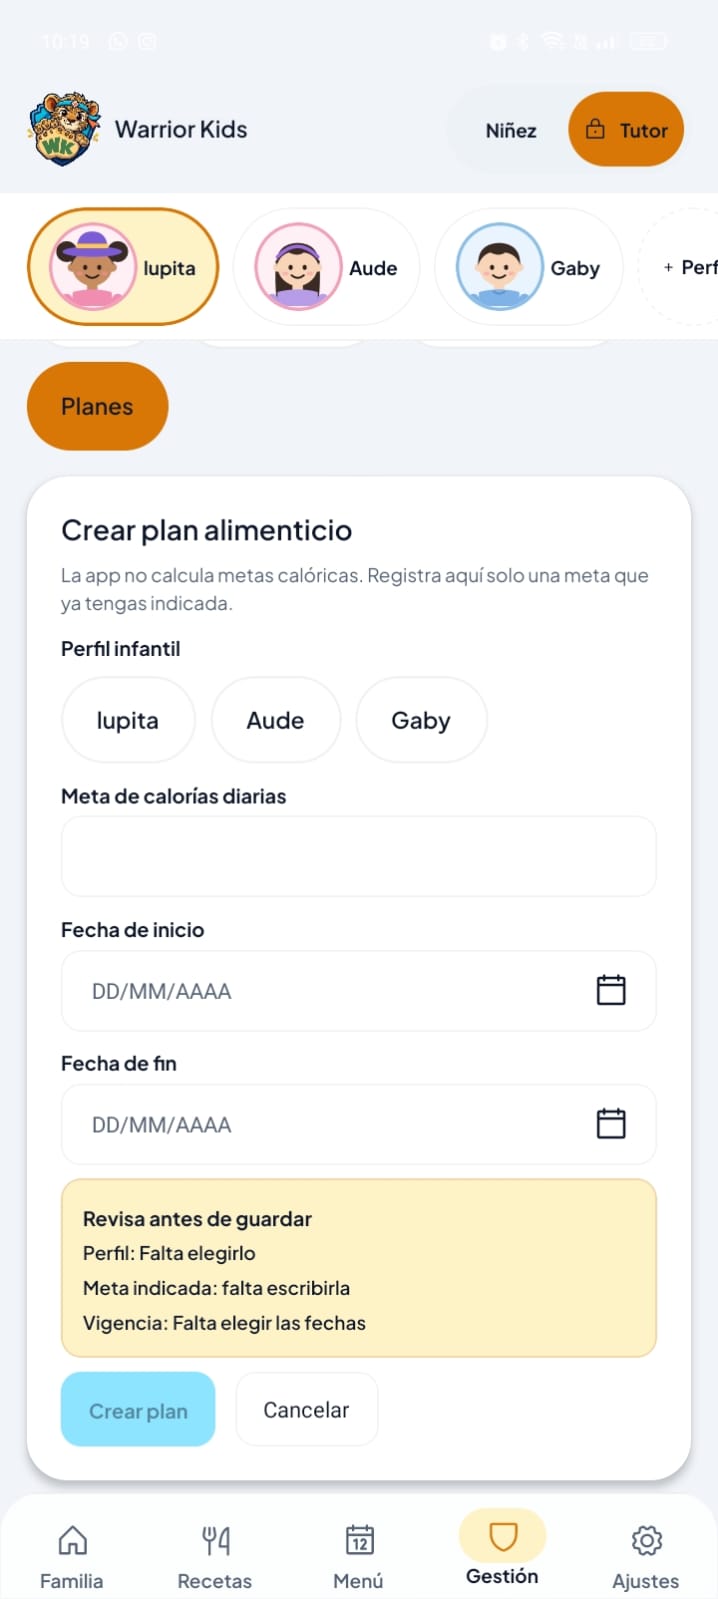 10:19
Warrior Kids
WK
Niñez
Tutor
lupita
Aude
Gaby
+ Perf
Planes
Crear plan alimenticio
La app no calcula metas calóricas. Registra aquí solo una meta que
ya tengas indicada.
Perfil infantil
lupita
Aude
Gaby
Meta de calorías diarias
Fecha de inicio
DD/MM/AAAA
Fecha de fin
DD/MM/AAAA
Revisa antes de guardar
Perfil: Falta elegirlo
Meta indicada: falta escribirla
Vigencia: Falta elegir las fechas
Crear plan
Cancelar
12
Familia
Recetas
Menú
Gestión
Ajustes